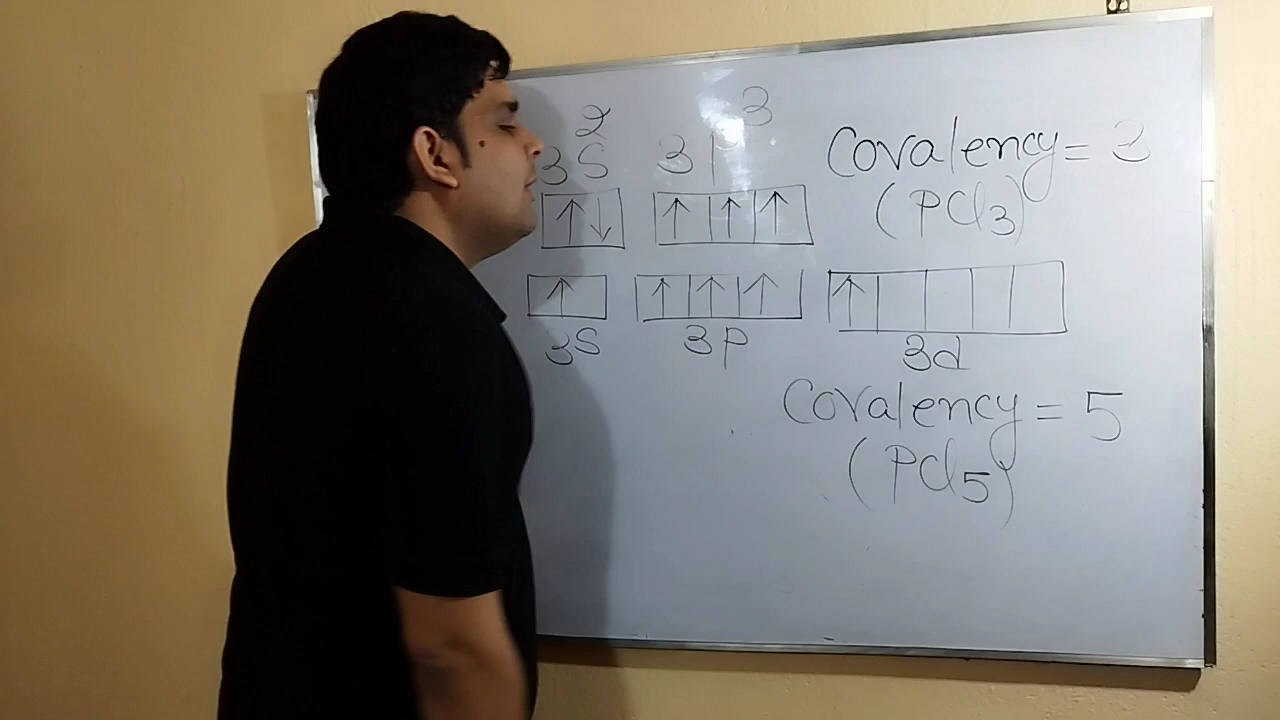 3s² 3p³ Covalency = 3
(PCl₃)
↑↓ ↑ ↑ ↑
↑ ↑ ↑ ↑ ↑
3s 3p 3d
Covalency = 5
(PCl₅)